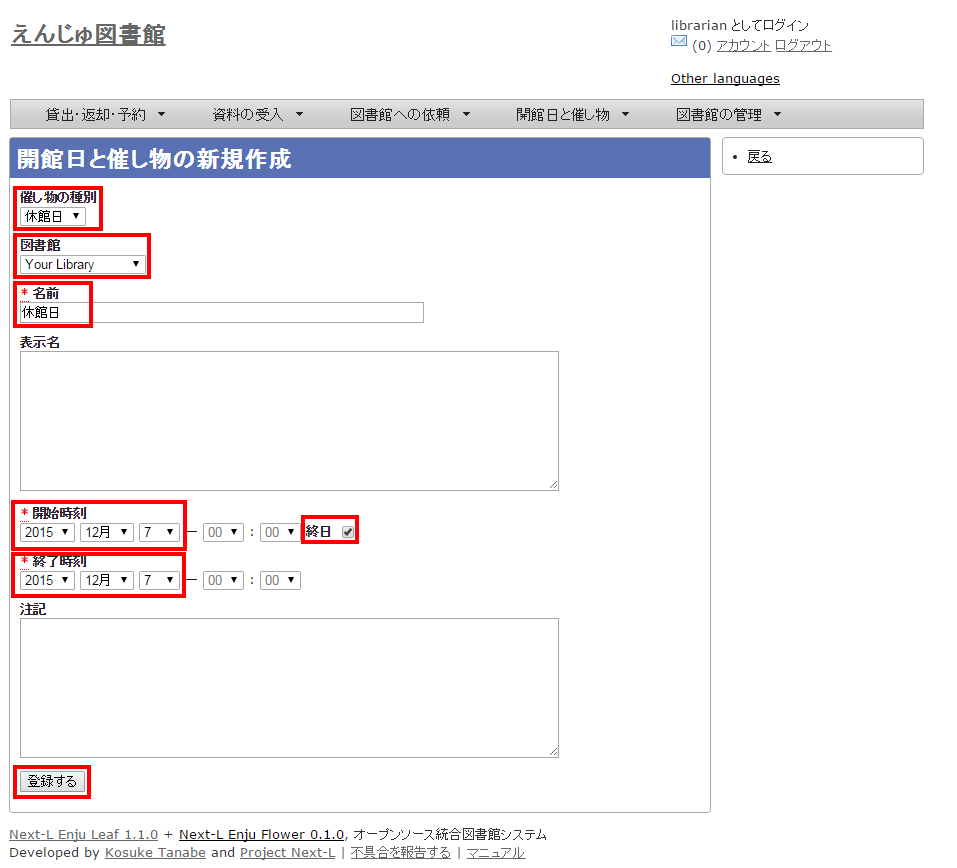 えんじゅ図書館
librarian としてログイン
(0) アカウント ログアウト
Other languages
貸出・返却・予約 ▼ 資料の受入 ▼ 図書館への依頼 ▼ 開館日と催し物 ▼ 図書館の管理 ▼
開館日と催し物の新規作成
• 戻る
催し物の種別
休館日 ▼
図書館
Your Library ▼
* 名前
休館日
表示名
* 開始時刻
2015 ▼ 12月 ▼ 7 ▼ — 00 ▼ : 00 ▼ 終日
* 終了時刻
2015 ▼ 12月 ▼ 7 ▼ — 00 ▼ : 00 ▼
注記
登録する
Next-L Enju Leaf 1.1.0 + Next-L Enju Flower 0.1.0, オープンソース統合図書館システム
Developed by Kosuke Tanabe and Project Next-L | 不具合を報告する | マニュアル